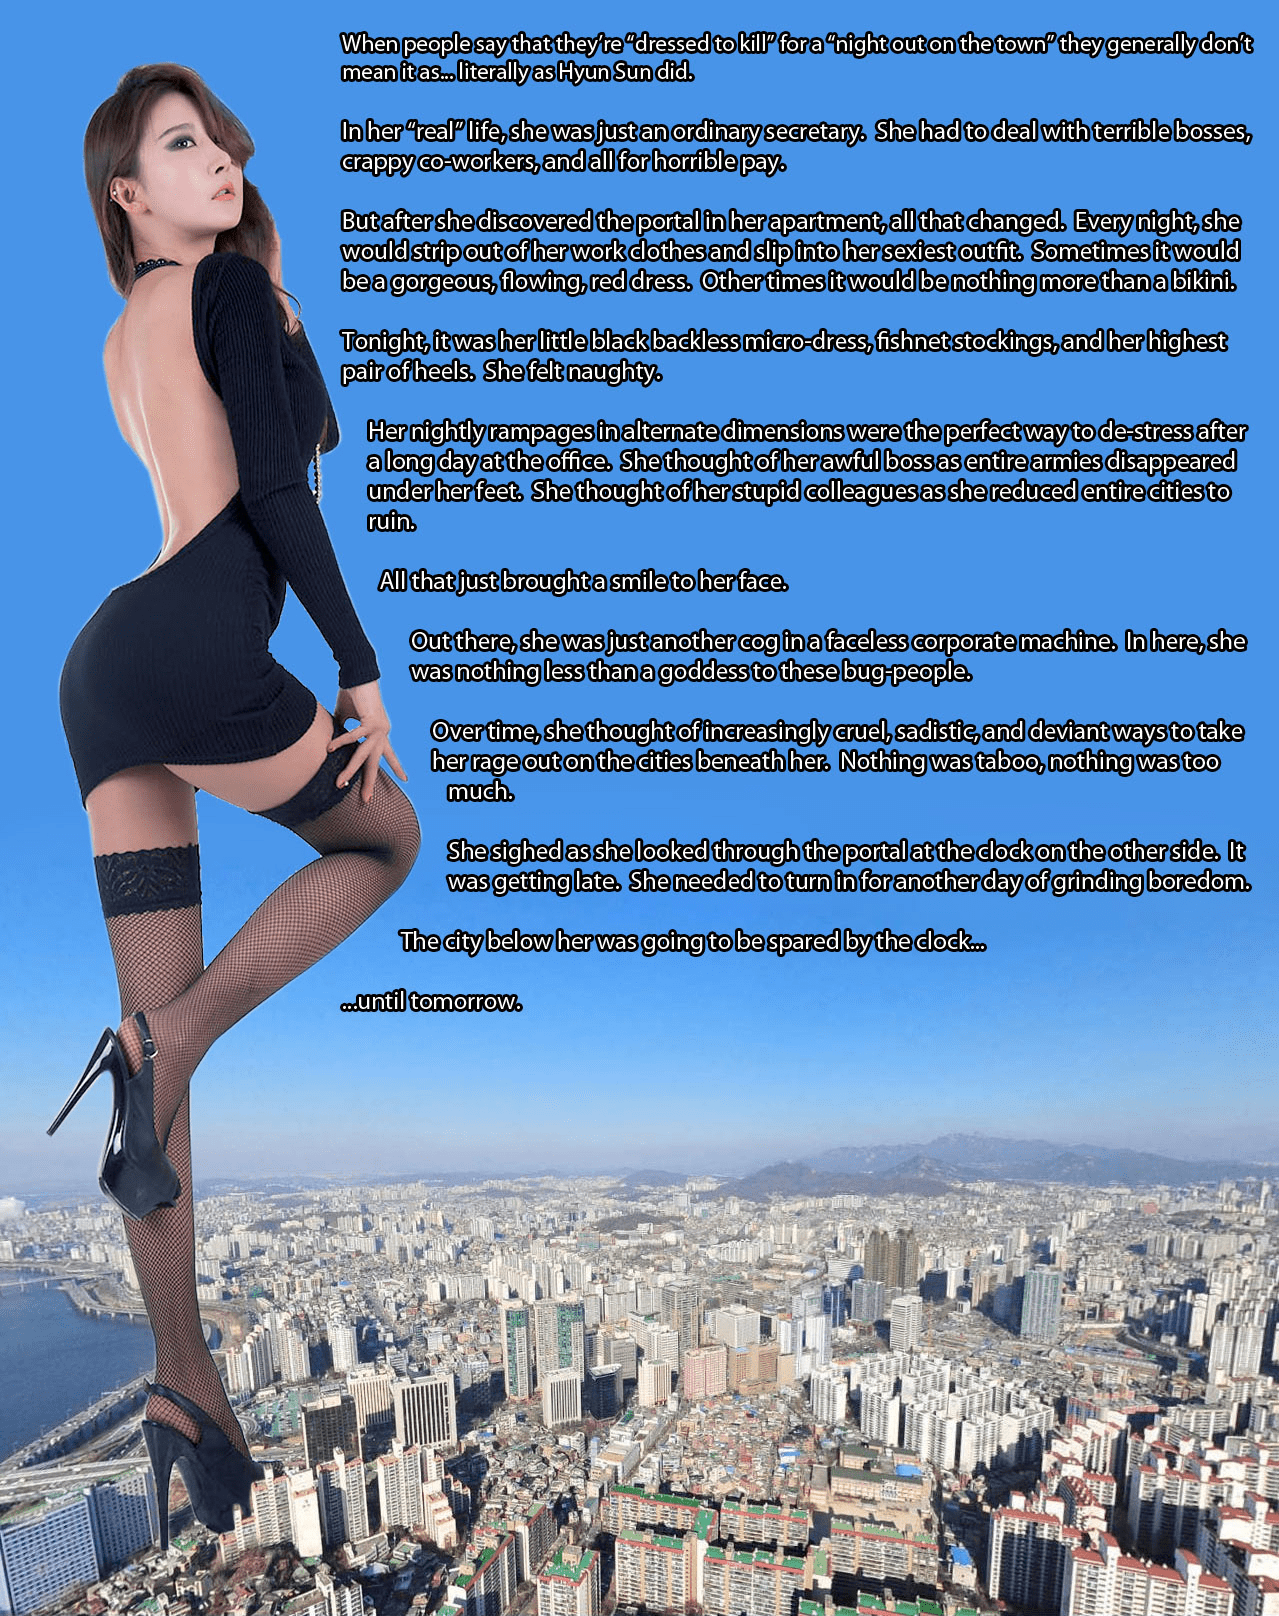 When people say that they're “dressed to kill” for a “night out on the town” they generally don't
mean it as... literally as Hyun Sun did.
In her “real” life, she was just an ordinary secretary.  She had to deal with terrible bosses,
crappy co-workers, and all for horrible pay.
But after she discovered the portal in her apartment, all that changed.  Every night, she
would strip out of her work clothes and slip into her sexiest outfit.  Sometimes it would
be a gorgeous, flowing, red dress.  Other times it would be nothing more than a bikini.
Tonight, it was her little black backless micro-dress, fishnet stockings, and her highest
pair of heels.  She felt naughty.
Her nightly rampages in alternate dimensions were the perfect way to de-stress after
a long day at the office.  She thought of her awful boss as entire armies disappeared
under her feet.  She thought of her stupid colleagues as she reduced entire cities to
ruin.
All that just brought a smile to her face.
Out there, she was just another cog in a faceless corporate machine.  In here, she
was nothing less than a goddess to these bug-people.
Over time, she thought of increasingly cruel, sadistic, and deviant ways to take
her rage out on the cities beneath her.  Nothing was taboo, nothing was too
much.
She sighed as she looked through the portal at the clock on the other side.  It
was getting late.  She needed to turn in for another day of grinding boredom.
The city below her was going to be spared by the clock...
...until tomorrow.